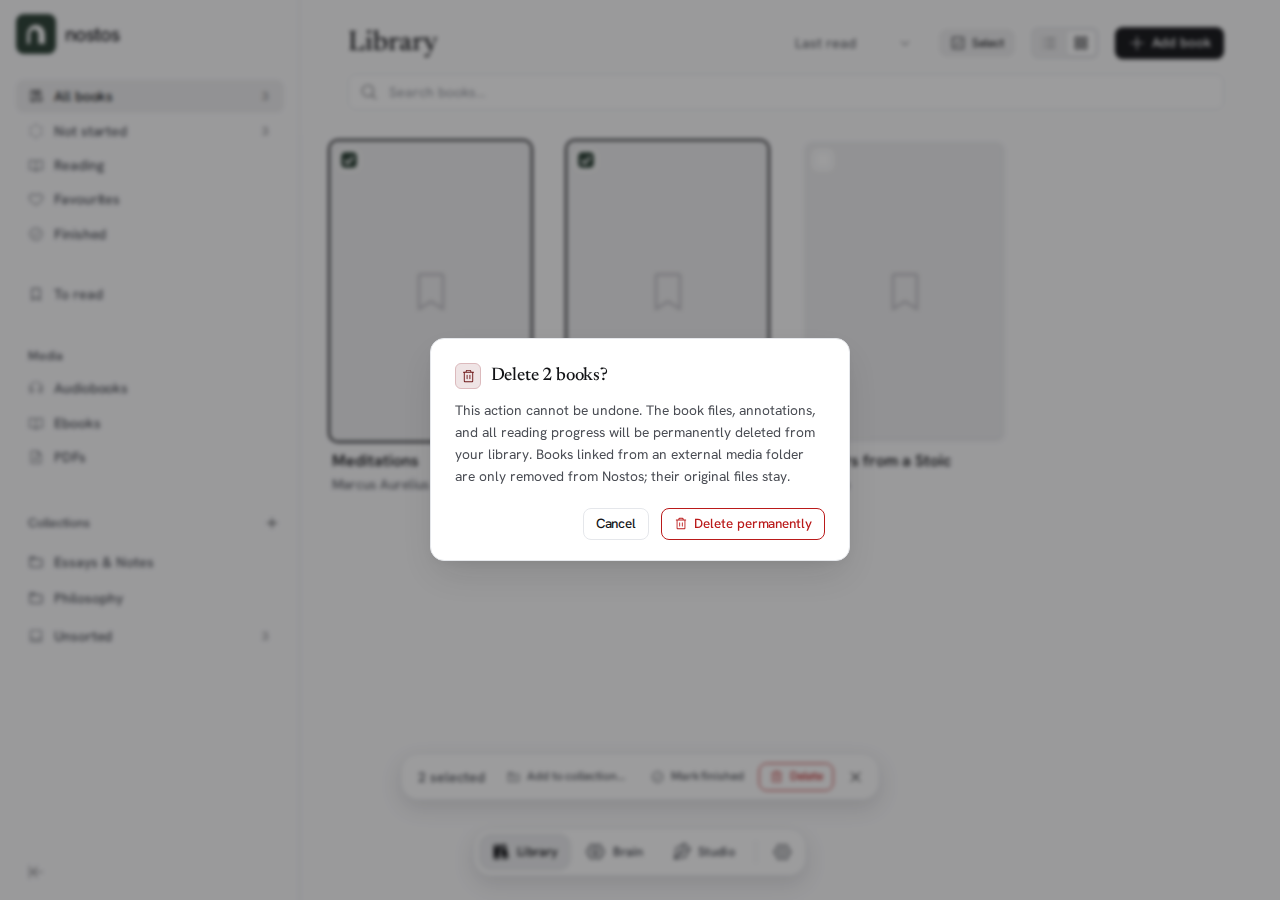 nostos
All books 3
Not started 3
Reading
Favourites
Finished
To read
Media
Audiobooks
Ebooks
PDFs
Collections
Essays & Notes
Philosophy
Unsorted 3
Library
Last read
Select
Add book
Search books...
Meditations
Marcus Aurelius
s from a Stoic
Delete 2 books?
This action cannot be undone. The book files, annotations,
and all reading progress will be permanently deleted from
your library. Books linked from an external media folder
are only removed from Nostos; their original files stay.
Cancel
Delete permanently
2 selected
Add to collection...
Mark finished
Delete
Library
Brain
Studio